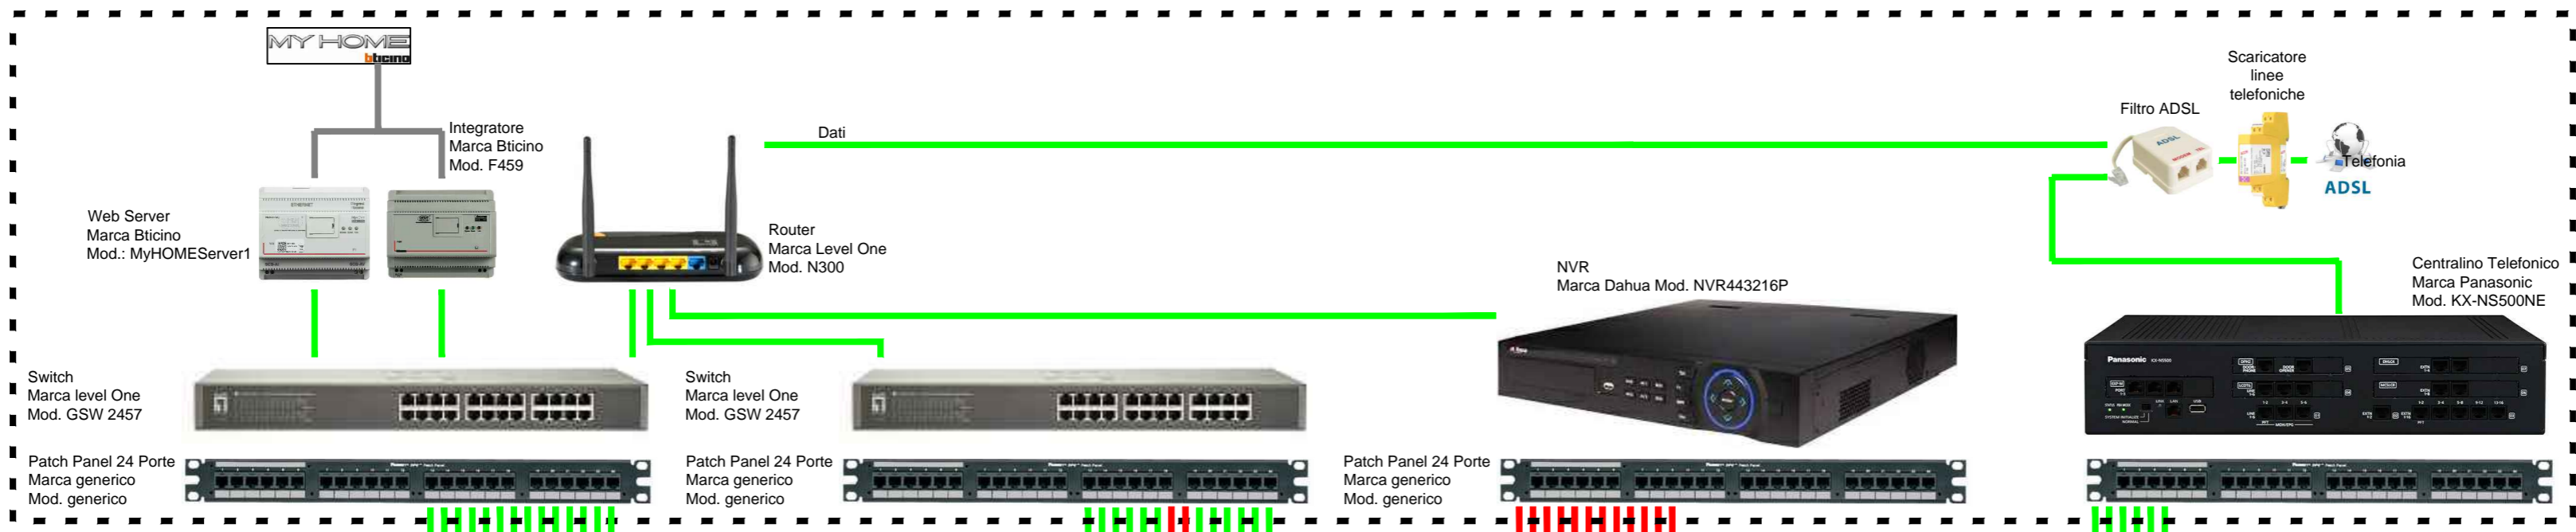 MY HOME
bticino
Integratore
Marca Bticino
Mod. F459
Web Server
Marca Bticino
Mod.: MyHOMEServer1
Router
Marca Level One
Mod. N300
Dati
Scaricatore
linee
telefoniche
Filtro ADSL
ADSL
Telefonia
ADSL
NVR
Marca Dahua Mod. NVR443216P
Centralino Telefonico
Marca Panasonic
Mod. KX-NS500NE
Switch
Marca level One
Mod. GSW 2457
Switch
Marca level One
Mod. GSW 2457
Panasonic KX-NS500
Patch Panel 24 Porte
Marca generico
Mod. generico
Patch Panel 24 Porte
Marca generico
Mod. generico
Patch Panel 24 Porte
Marca generico
Mod. generico